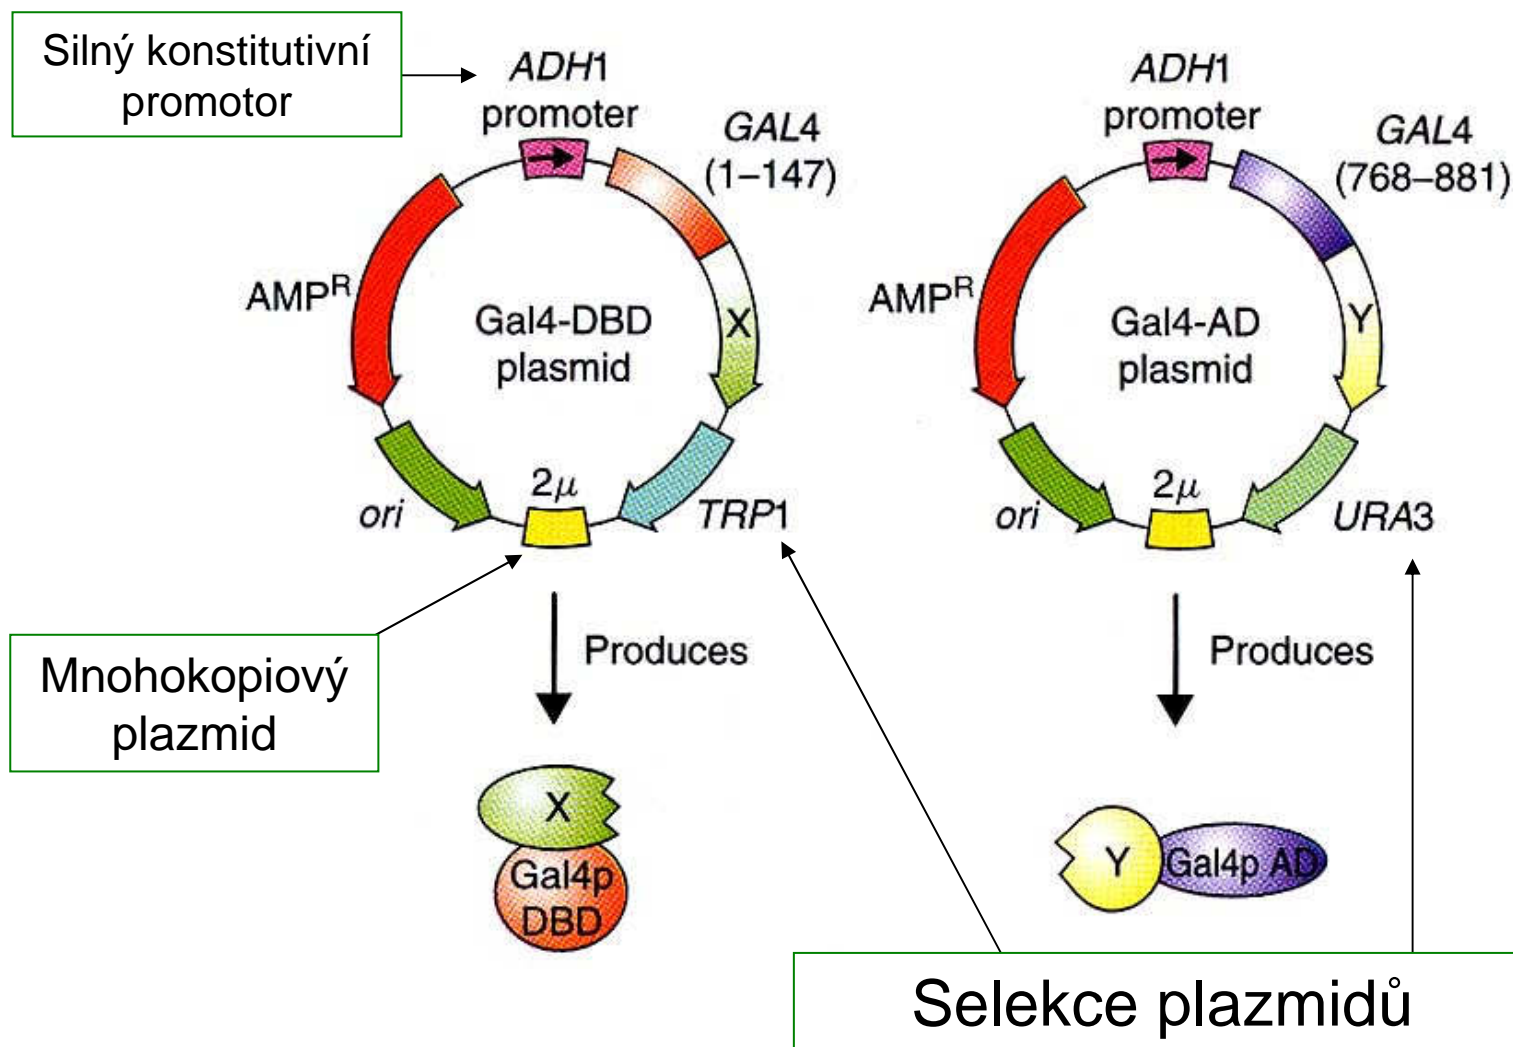 Silný konstitutivní
promotor
ADH1
promoter
GAL4
(1–147)
AMPᴿ
Gal4-DBD
plasmid
X
ori
2μ
TRP1
Produces
X
Gal4p
DBD
ADH1
promoter
GAL4
(768–881)
AMPᴿ
Gal4-AD
plasmid
Y
ori
2μ
URA3
Produces
Y
Gal4p AD
Mnohokopiový
plazmid
Selekce plazmidů